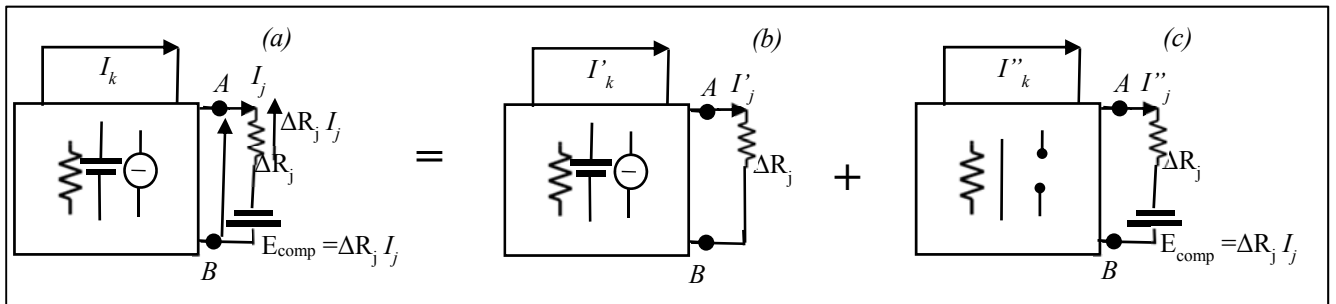 (a)
I_k
A
I_j
ΔR_j I_j
ΔR_j
E_comp =ΔR_j I_j
B
=
(b)
I’_k
A
I’_j
ΔR_j
B
+
(c)
I”_k
A
I”_j
ΔR_j
E_comp =ΔR_j I_j
B